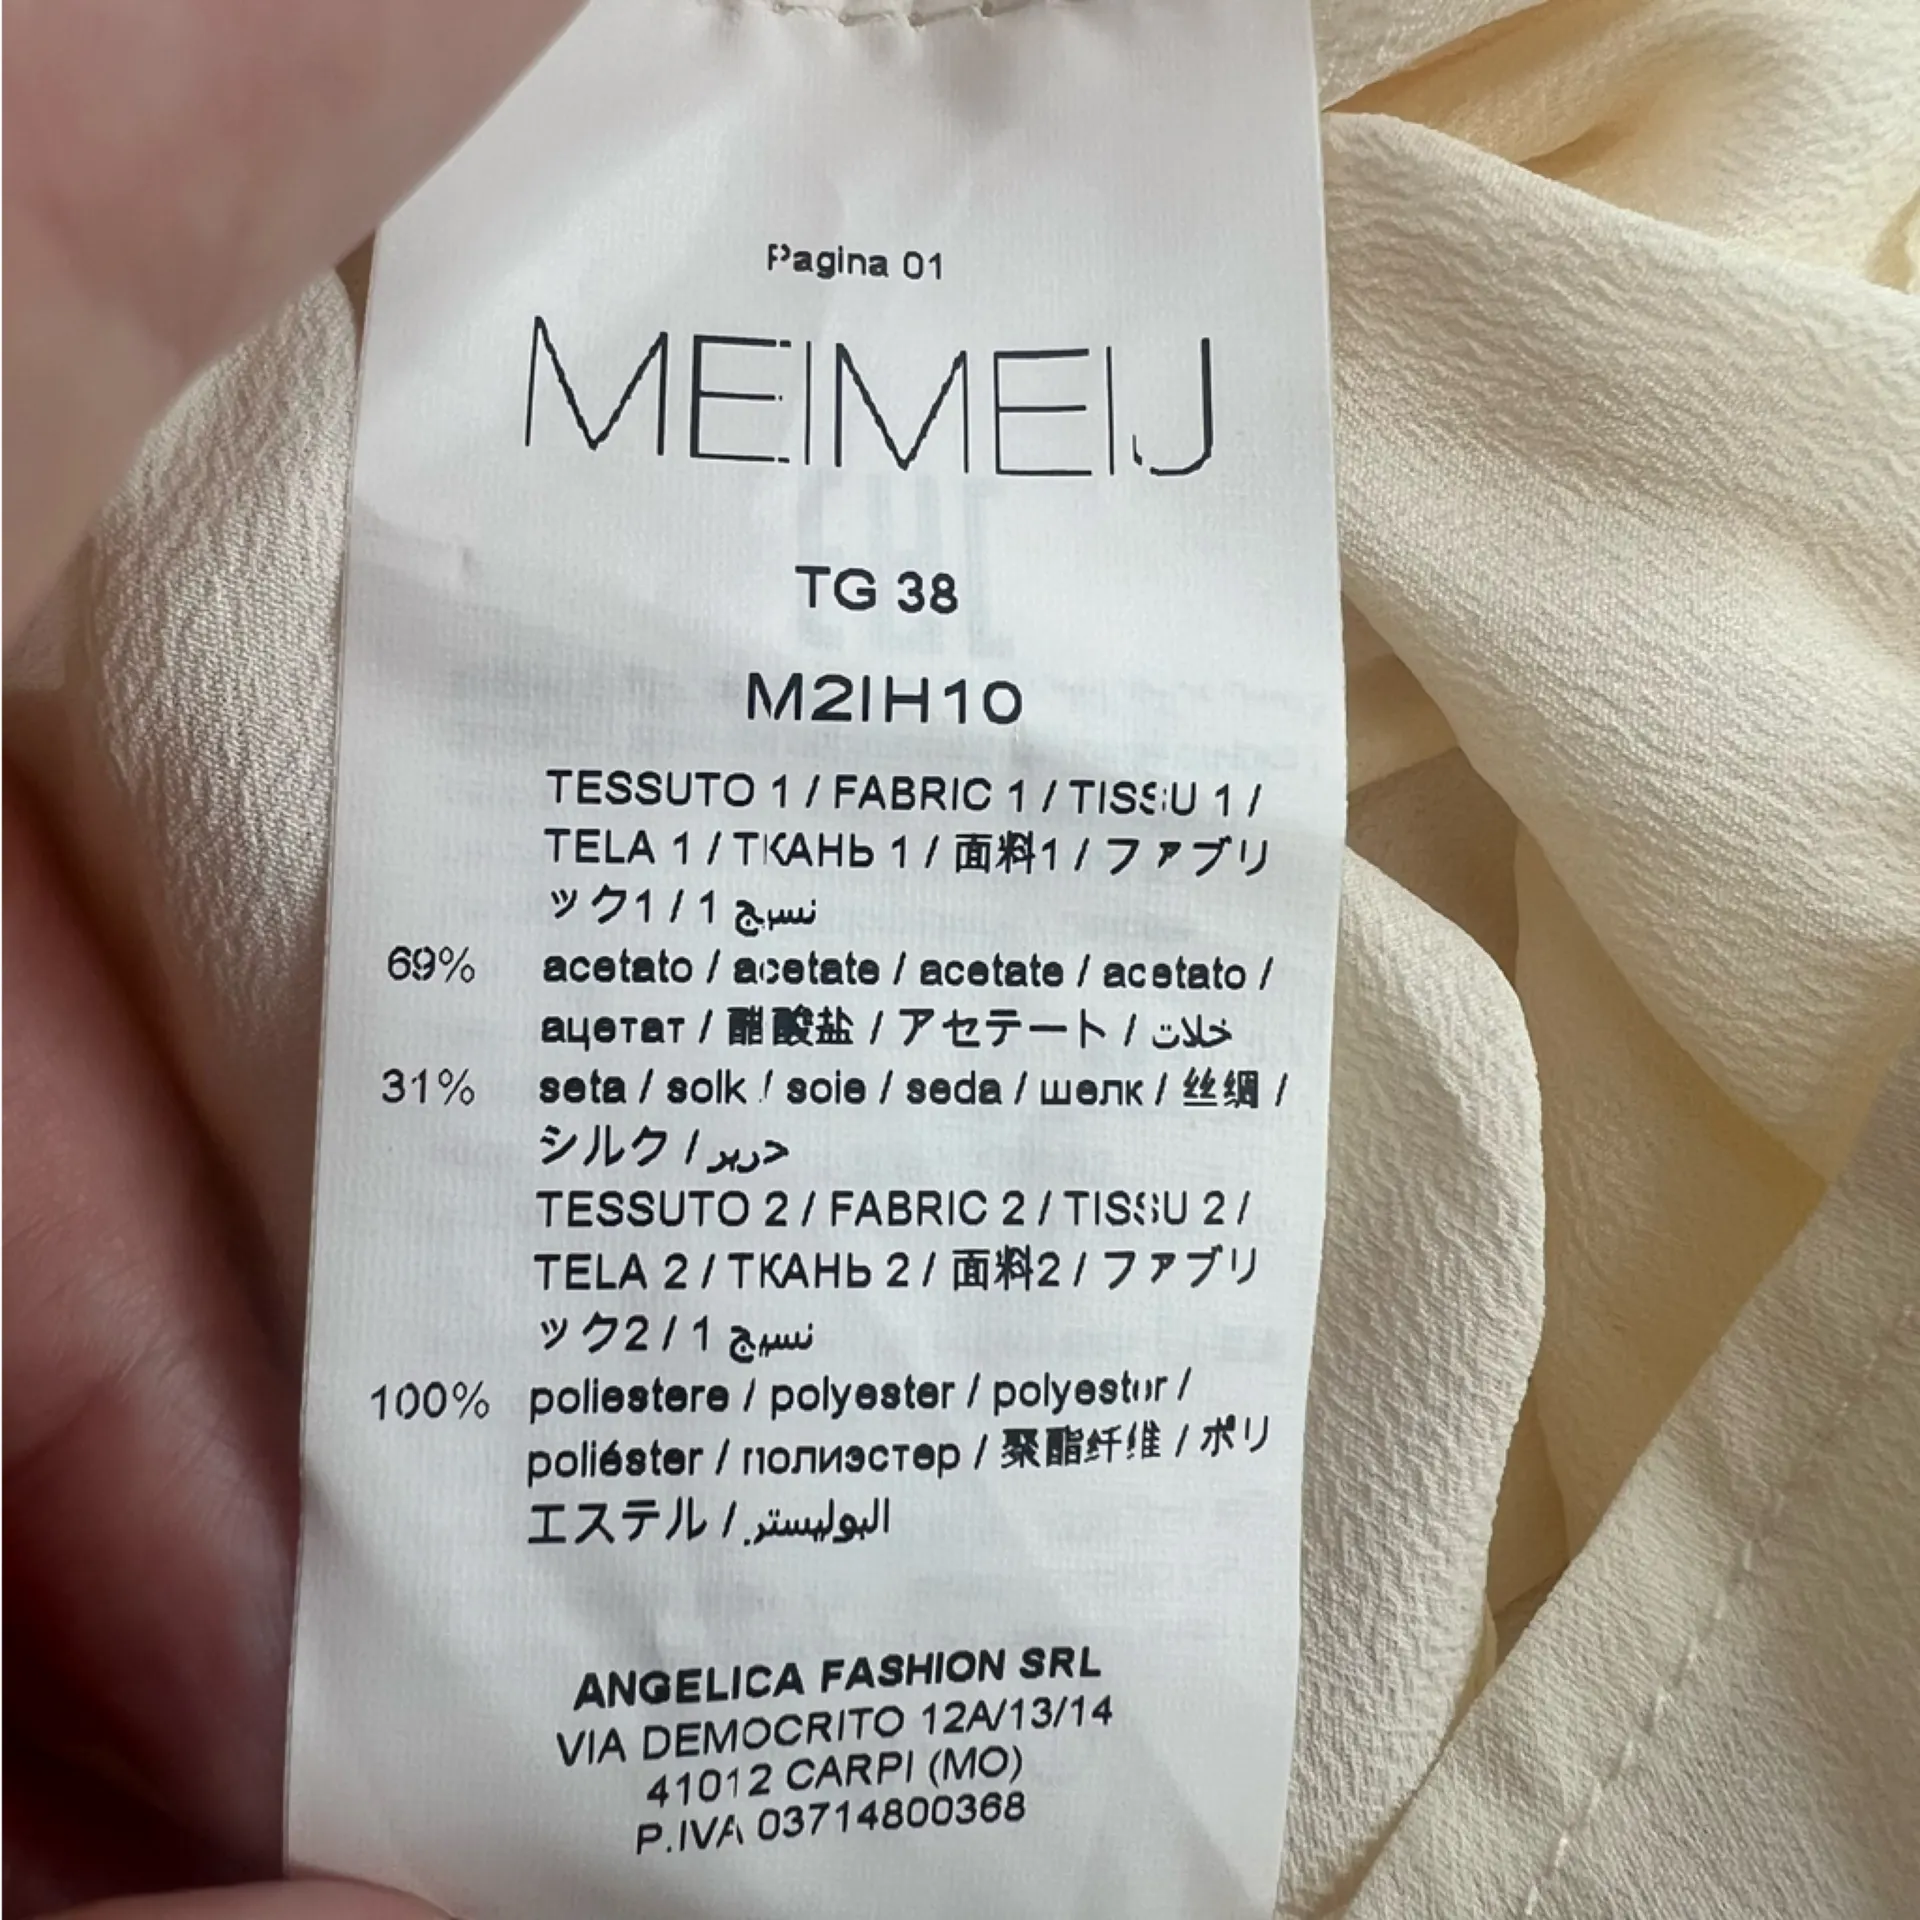 Pagina 01
MEIMEIJ
TG 38
M2IH10
TESSUTO 1 / FABRIC 1 / TISSU 1 /
TELA 1 / ТКАНЬ 1 / 面料1 / ファブリ
ック1 / 1 نسيج
69% acetato / acetate / acetate / acetato /
ацетат / 醋酸盐 / アセテート / خلات
31% seta / solk / soie / seda / шелк / 丝绸 /
シルク / حرير
TESSUTO 2 / FABRIC 2 / TISSU 2 /
TELA 2 / ТКАНЬ 2 / 面料2 / ファブリ
ック2 / 1 نسيج
100% poliestere / polyester / polyester /
poliéster / полиэстер / 聚酯纤维 / ポリ
エステル / البوليستر.
ANGELICA FASHION SRL
VIA DEMOCRITO 12A/13/14
41012 CARPI (MO)
P.IVA 03714800368